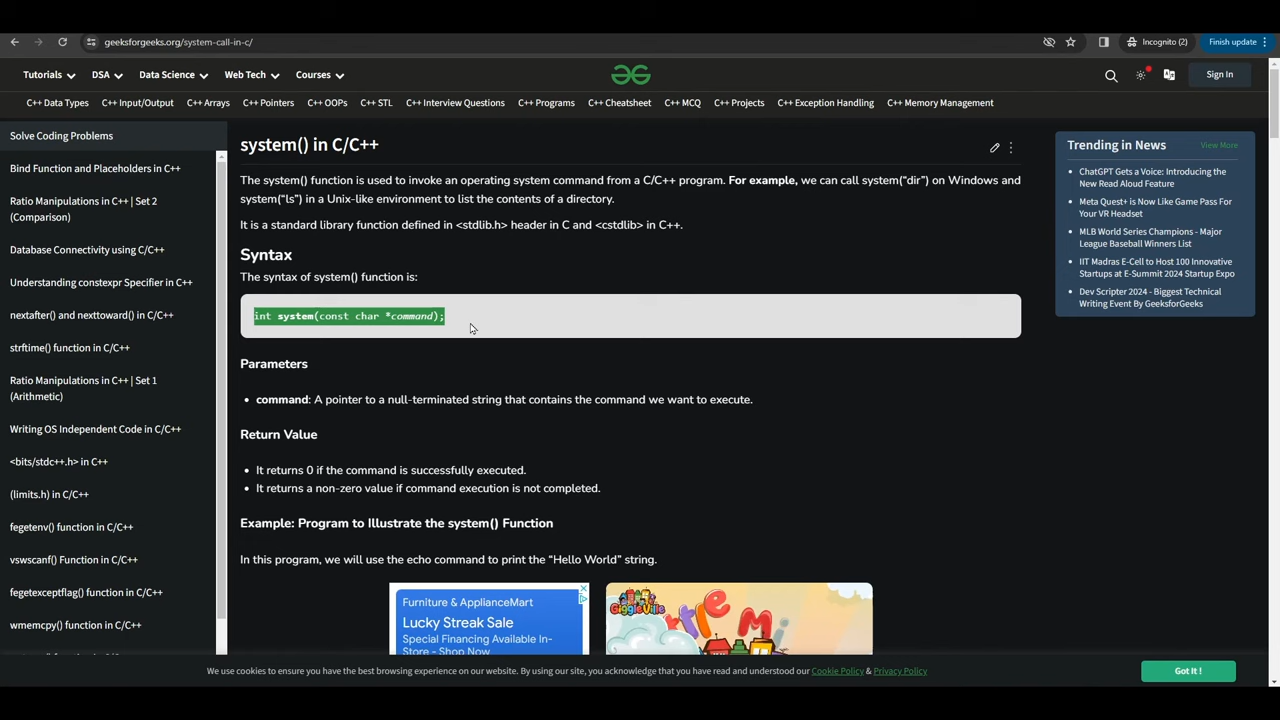 geeksforgeeks.org/system-call-in-c/
Incognito (2)
Finish update
Tutorials
DSA
Data Science
Web Tech
Courses
Sign In
C++ Data Types
C++ Input/Output
C++ Arrays
C++ Pointers
C++ OOPs
C++ STL
C++ Interview Questions
C++ Programs
C++ Cheatsheet
C++ MCQ
C++ Projects
C++ Exception Handling
C++ Memory Management
Solve Coding Problems
Bind Function and Placeholders in C++
Ratio Manipulations in C++ | Set 2
(Comparison)
Database Connectivity using C/C++
Understanding constexpr Specifier in C++
nextafter() and nexttoward() in C/C++
strftime() function in C/C++
Ratio Manipulations in C++ | Set 1
(Arithmetic)
Writing OS Independent Code in C/C++
<bits/stdc++.h> in C++
(limits.h) in C/C++
fegetenv() function in C/C++
vswscanf() Function in C/C++
fegetexceptflag() function in C/C++
wmemcpy() function in C/C++
system() in C/C++
The system() function is used to invoke an operating system command from a C/C++ program. For example, we can call system("dir") on Windows and
system("ls") in a Unix-like environment to list the contents of a directory.
It is a standard library function defined in <stdlib.h> header in C and <cstdlib> in C++.
Syntax
The syntax of system() function is:
int system(const char *command);
Parameters
• command: A pointer to a null-terminated string that contains the command we want to execute.
Return Value
• It returns 0 if the command is successfully executed.
• It returns a non-zero value if command execution is not completed.
Example: Program to Illustrate the system() Function
In this program, we will use the echo command to print the "Hello World" string.
Furniture & ApplianceMart
Lucky Streak Sale
Special Financing Available In-
Store - Shop Now
GiggleVille
Trending in News
View More
• ChatGPT Gets a Voice: Introducing the
New Read Aloud Feature
• Meta Quest+ is Now Like Game Pass For
Your VR Headset
• MLB World Series Champions - Major
League Baseball Winners List
• IIT Madras E-Cell to Host 100 Innovative
Startups at E-Summit 2024 Startup Expo
• Dev Scripter 2024 - Biggest Technical
Writing Event By GeeksforGeeks
We use cookies to ensure you have the best browsing experience on our website. By using our site, you acknowledge that you have read and understood our Cookie Policy & Privacy Policy
Got It !